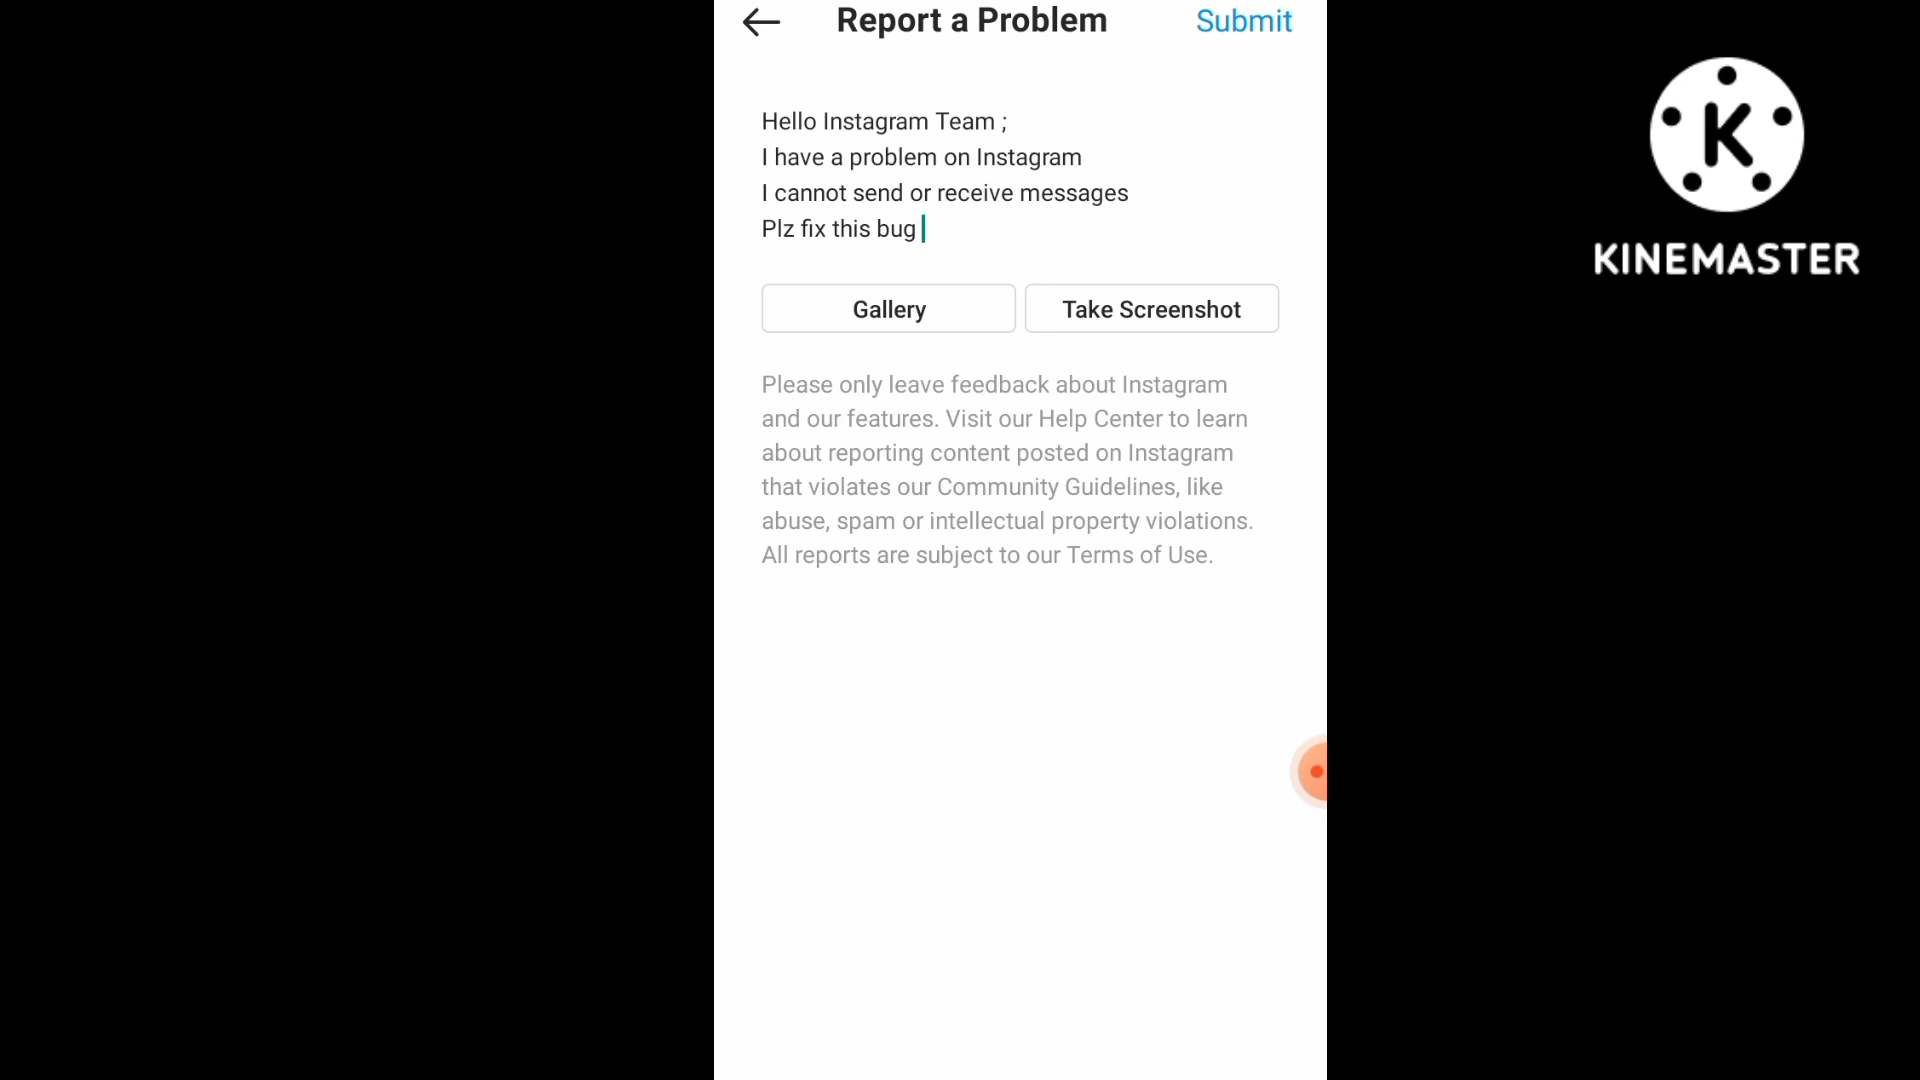 Report a Problem
Submit
Hello Instagram Team ;
I have a problem on Instagram
I cannot send or receive messages
Plz fix this bug
Gallery
Take Screenshot
Please only leave feedback about Instagram
and our features. Visit our Help Center to learn
about reporting content posted on Instagram
that violates our Community Guidelines, like
abuse, spam or intellectual property violations.
All reports are subject to our Terms of Use.
K
KINEMASTER